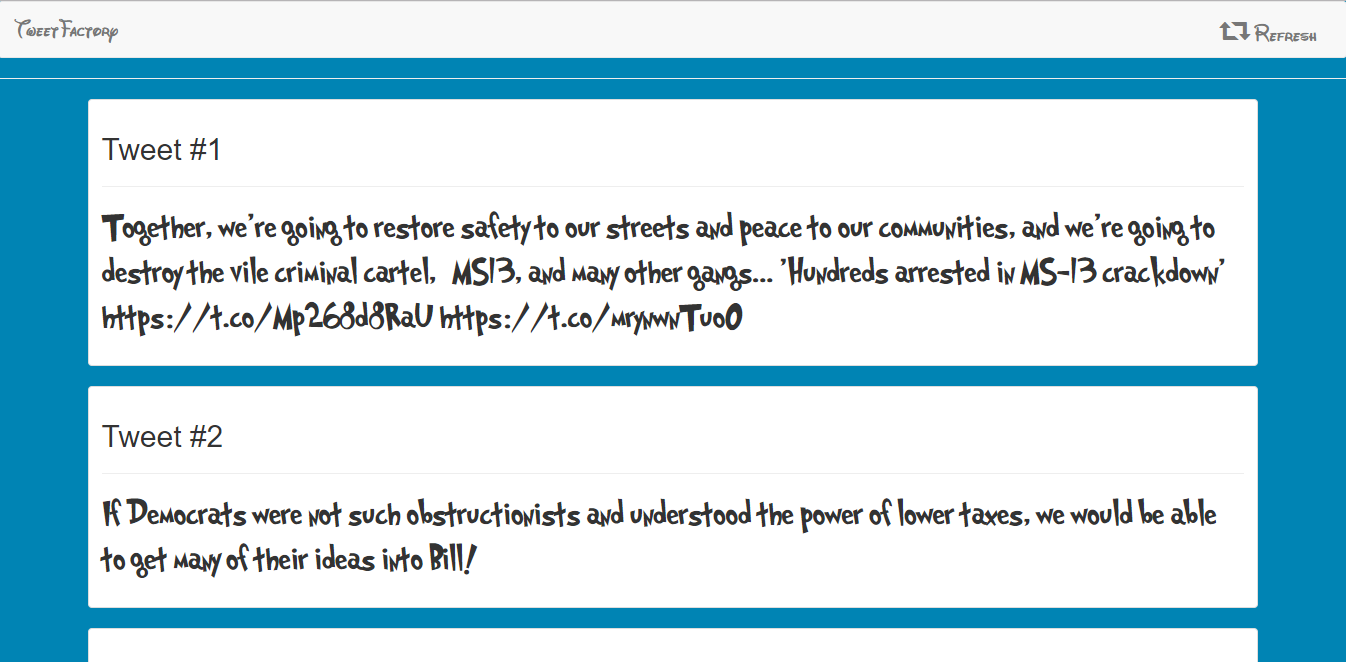 TweetFactory
Refresh
Tweet #1
Together, we're going to restore safety to our streets and peace to our communities, and we're going to
destroy the vile criminal cartel, MS13, and many other gangs... 'Hundreds arrested in MS-13 crackdown'
https://t.co/Mp268d8RaU https://t.co/mrynwnTuo0
Tweet #2
If Democrats were not such obstructionists and understood the power of lower taxes, we would be able
to get many of their ideas into Bill!